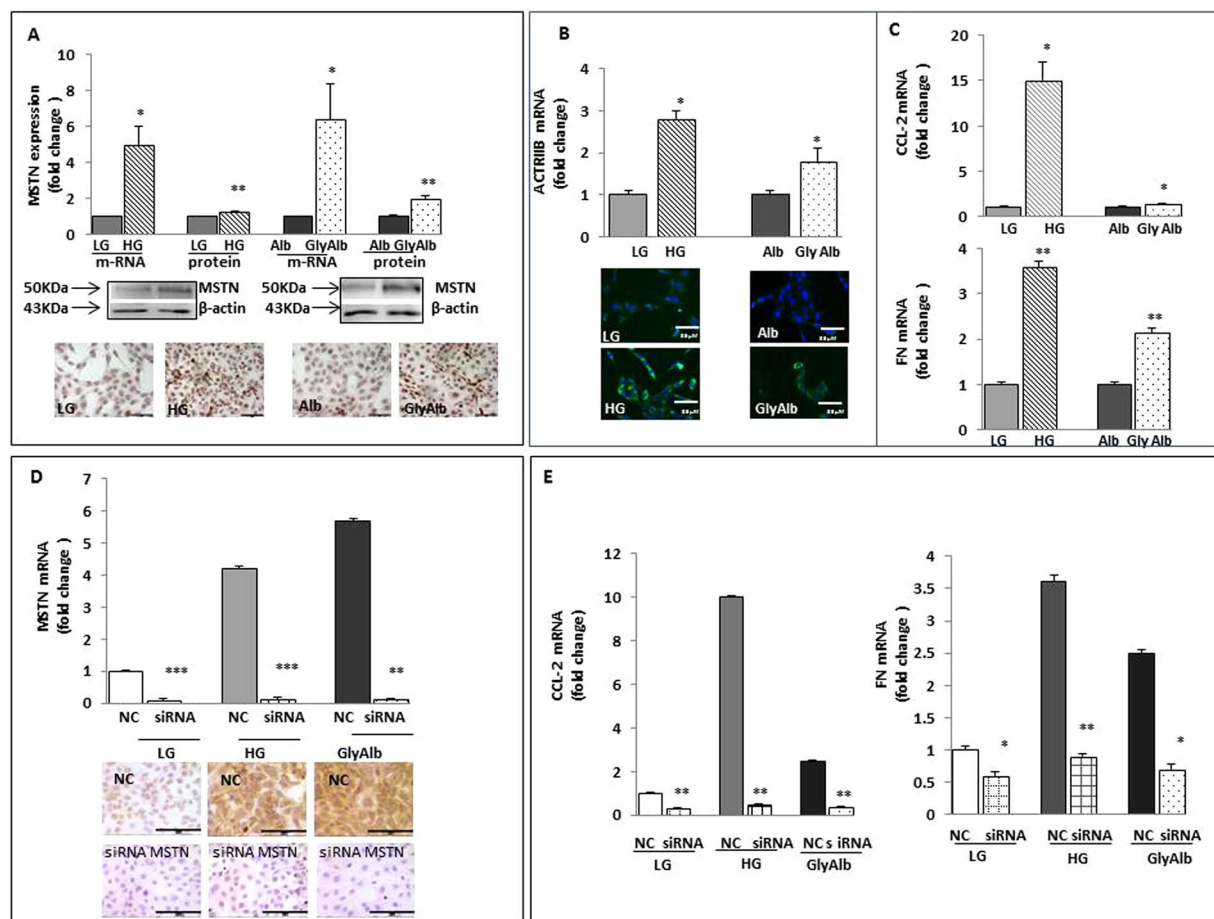 A
MSTN expression
(fold change )
10
8
6
4
2
0
*
**
*
**
LG HG LG HG Alb GlyAlb Alb GlyAlb
m-RNA protein m-RNA protein
50KDa MSTN 50KDa MSTN
43KDa β-actin 43KDa β-actin
LG HG Alb GlyAlb
B
ACTRIIB mRNA
(fold change)
4
3
2
1
0
*
*
LG HG Alb Gly Alb
LG Alb
HG GlyAlb
C
CCL-2 mRNA
(fold change)
20
15
10
5
0
*
*
LG HG Alb GlyAlb
FN mRNA
(fold change)
4
3
2
1
0
**
**
LG HG Alb Gly Alb
D
MSTN mRNA
(fold change )
7
6
5
4
2
1
0
*** *** **
NC siRNA NC siRNA NC siRNA
LG HG GlyAlb
NC NC NC
siRNA MSTN siRNA MSTN siRNA MSTN
E
CCL-2 mRNA
(fold change)
12
10
8
6
4
2
0
** ** **
NC siRNA NC siRNA NC s iRNA
LG HG GlyAlb
FN mRNA
(fold change )
4
3.5
3
2.5
2
1.5
1
0.5
0
* ** *
NC siRNA NC siRNA NC siRNA
LG HG GlyAlb